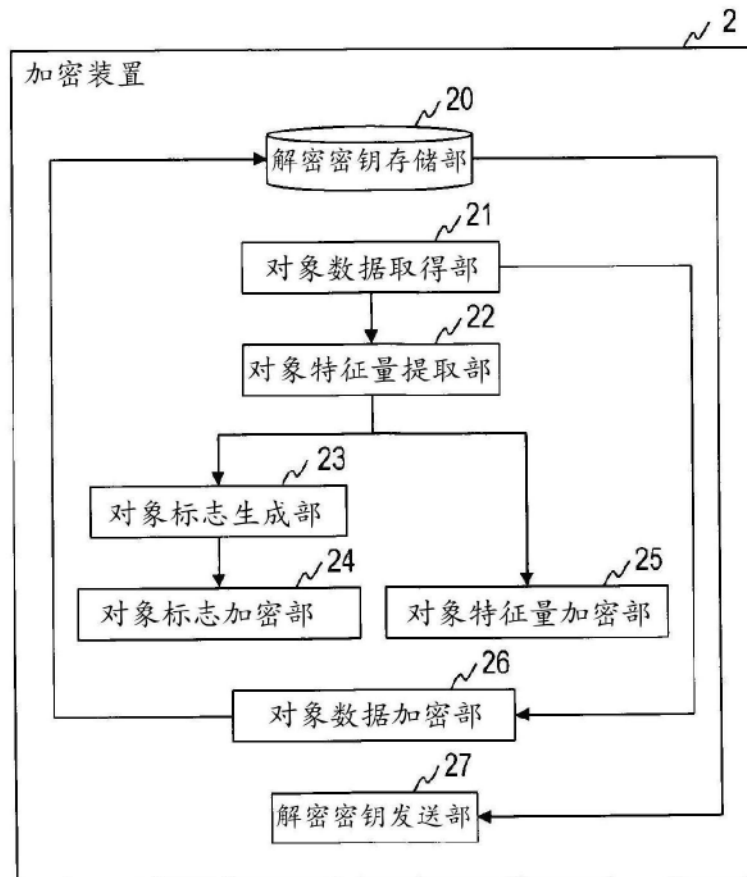 2
加密装置
20
解密密钥存储部
21
对象数据取得部
22
对象特征量提取部
23
对象标志生成部
24
对象标志加密部
25
对象特征量加密部
26
对象数据加密部
27
解密密钥发送部